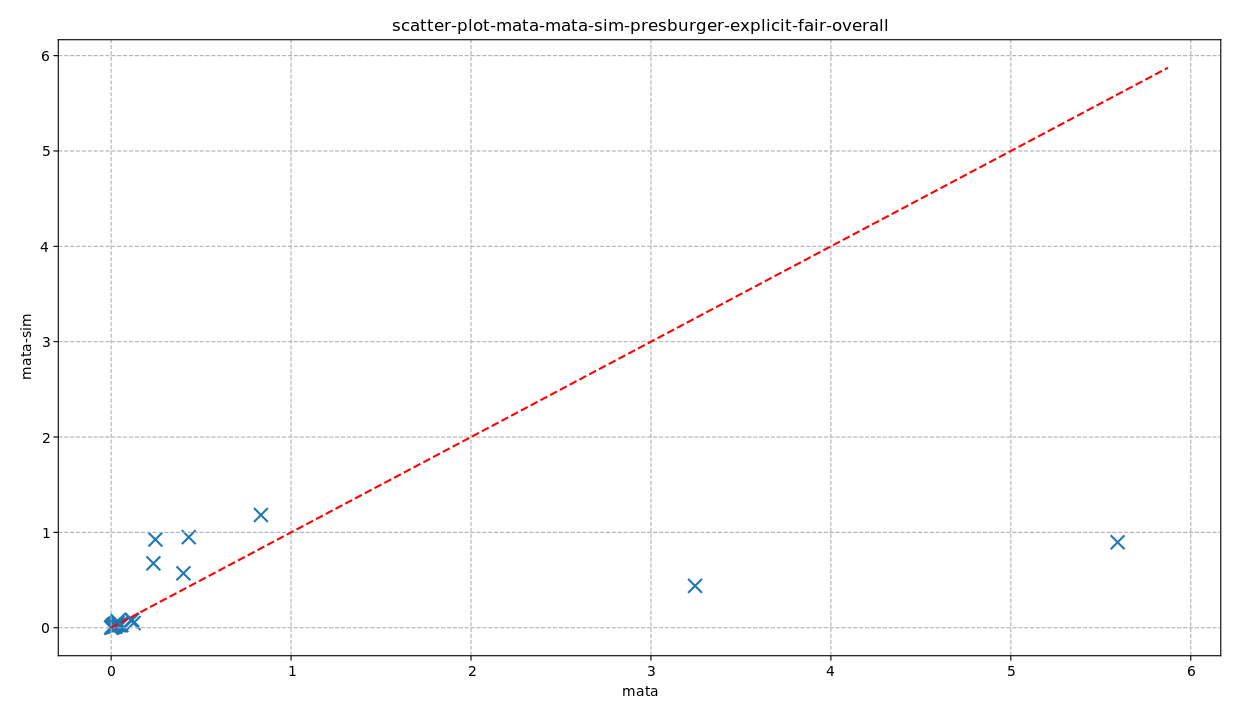 scatter-plot-mata-mata-sim-presburger-explicit-fair-overall
6
5
4
3
2
1
0
mata-sim
0 1 2 3 4 5 6
mata